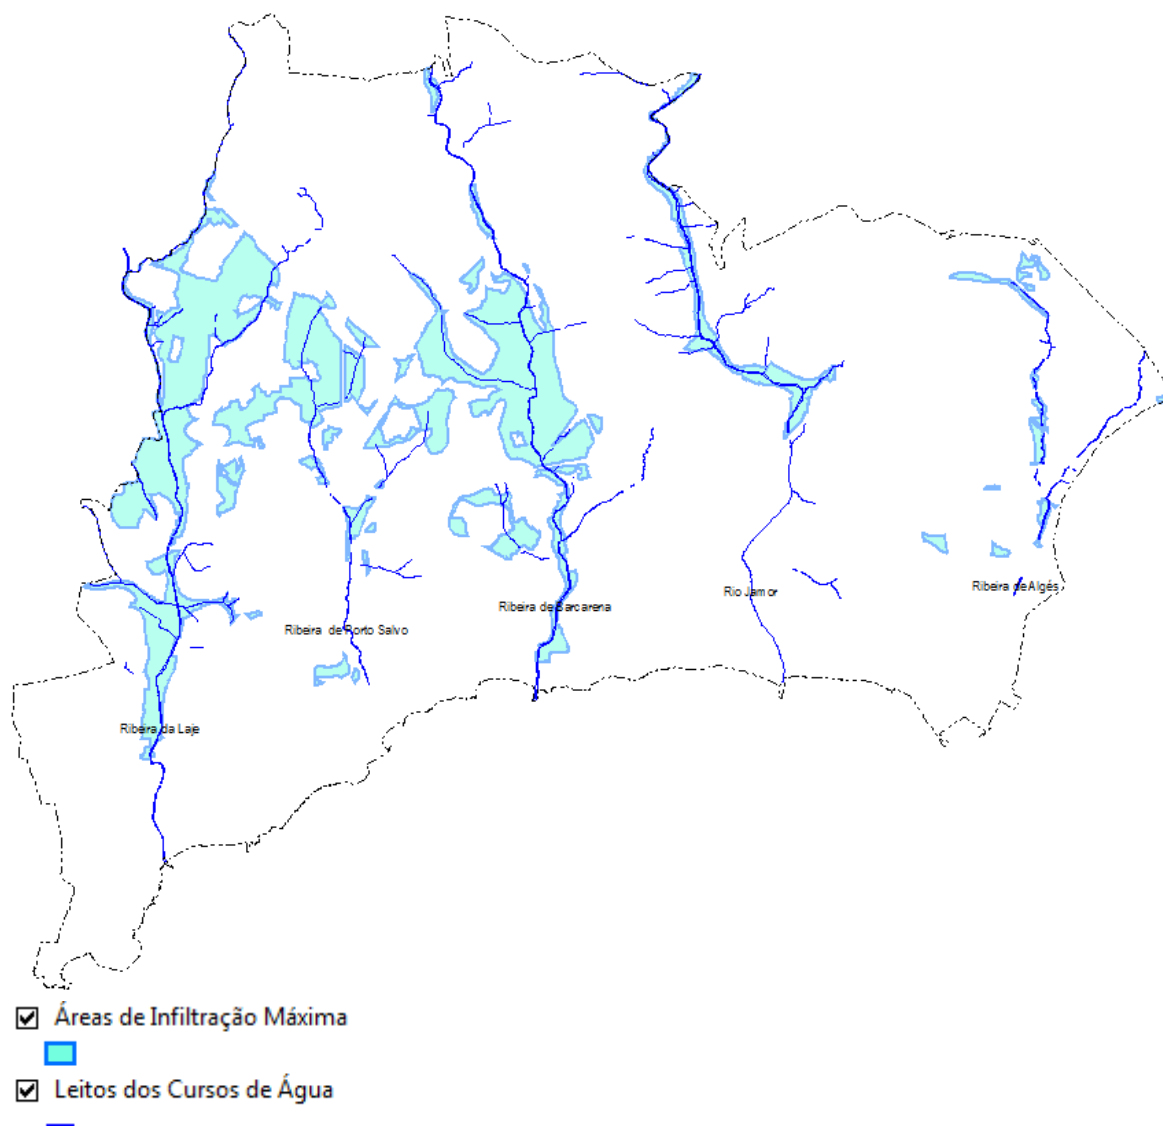 Ribeira de Algés
Rio Jamor
Ribeira de Barcarena
Ribeira de Porto Salvo
Ribeira da Laje
Áreas de Infiltração Máxima
Leitos dos Cursos de Água